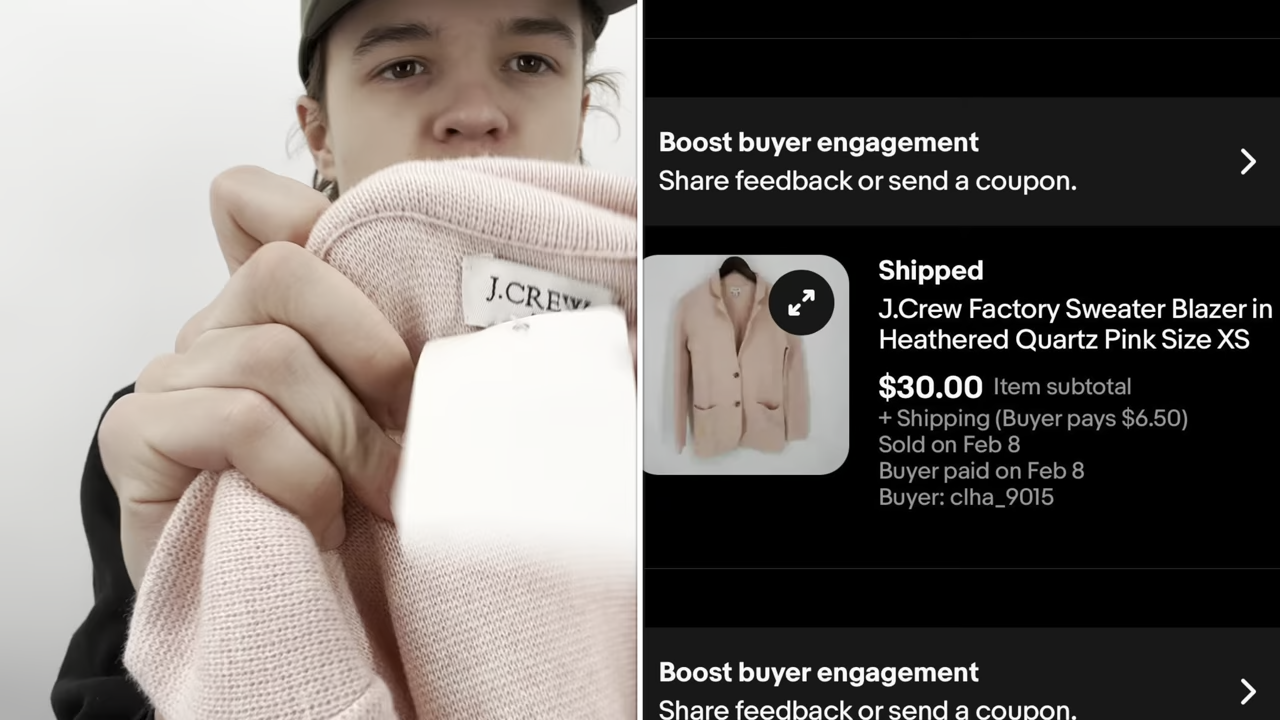 J.CREW
Boost buyer engagement
Share feedback or send a coupon.
Shipped
J.Crew Factory Sweater Blazer in
Heathered Quartz Pink Size XS
$30.00 Item subtotal
+ Shipping (Buyer pays $6.50)
Sold on Feb 8
Buyer paid on Feb 8
Buyer: clha_9015
Boost buyer engagement
Share feedback or send a coupon.